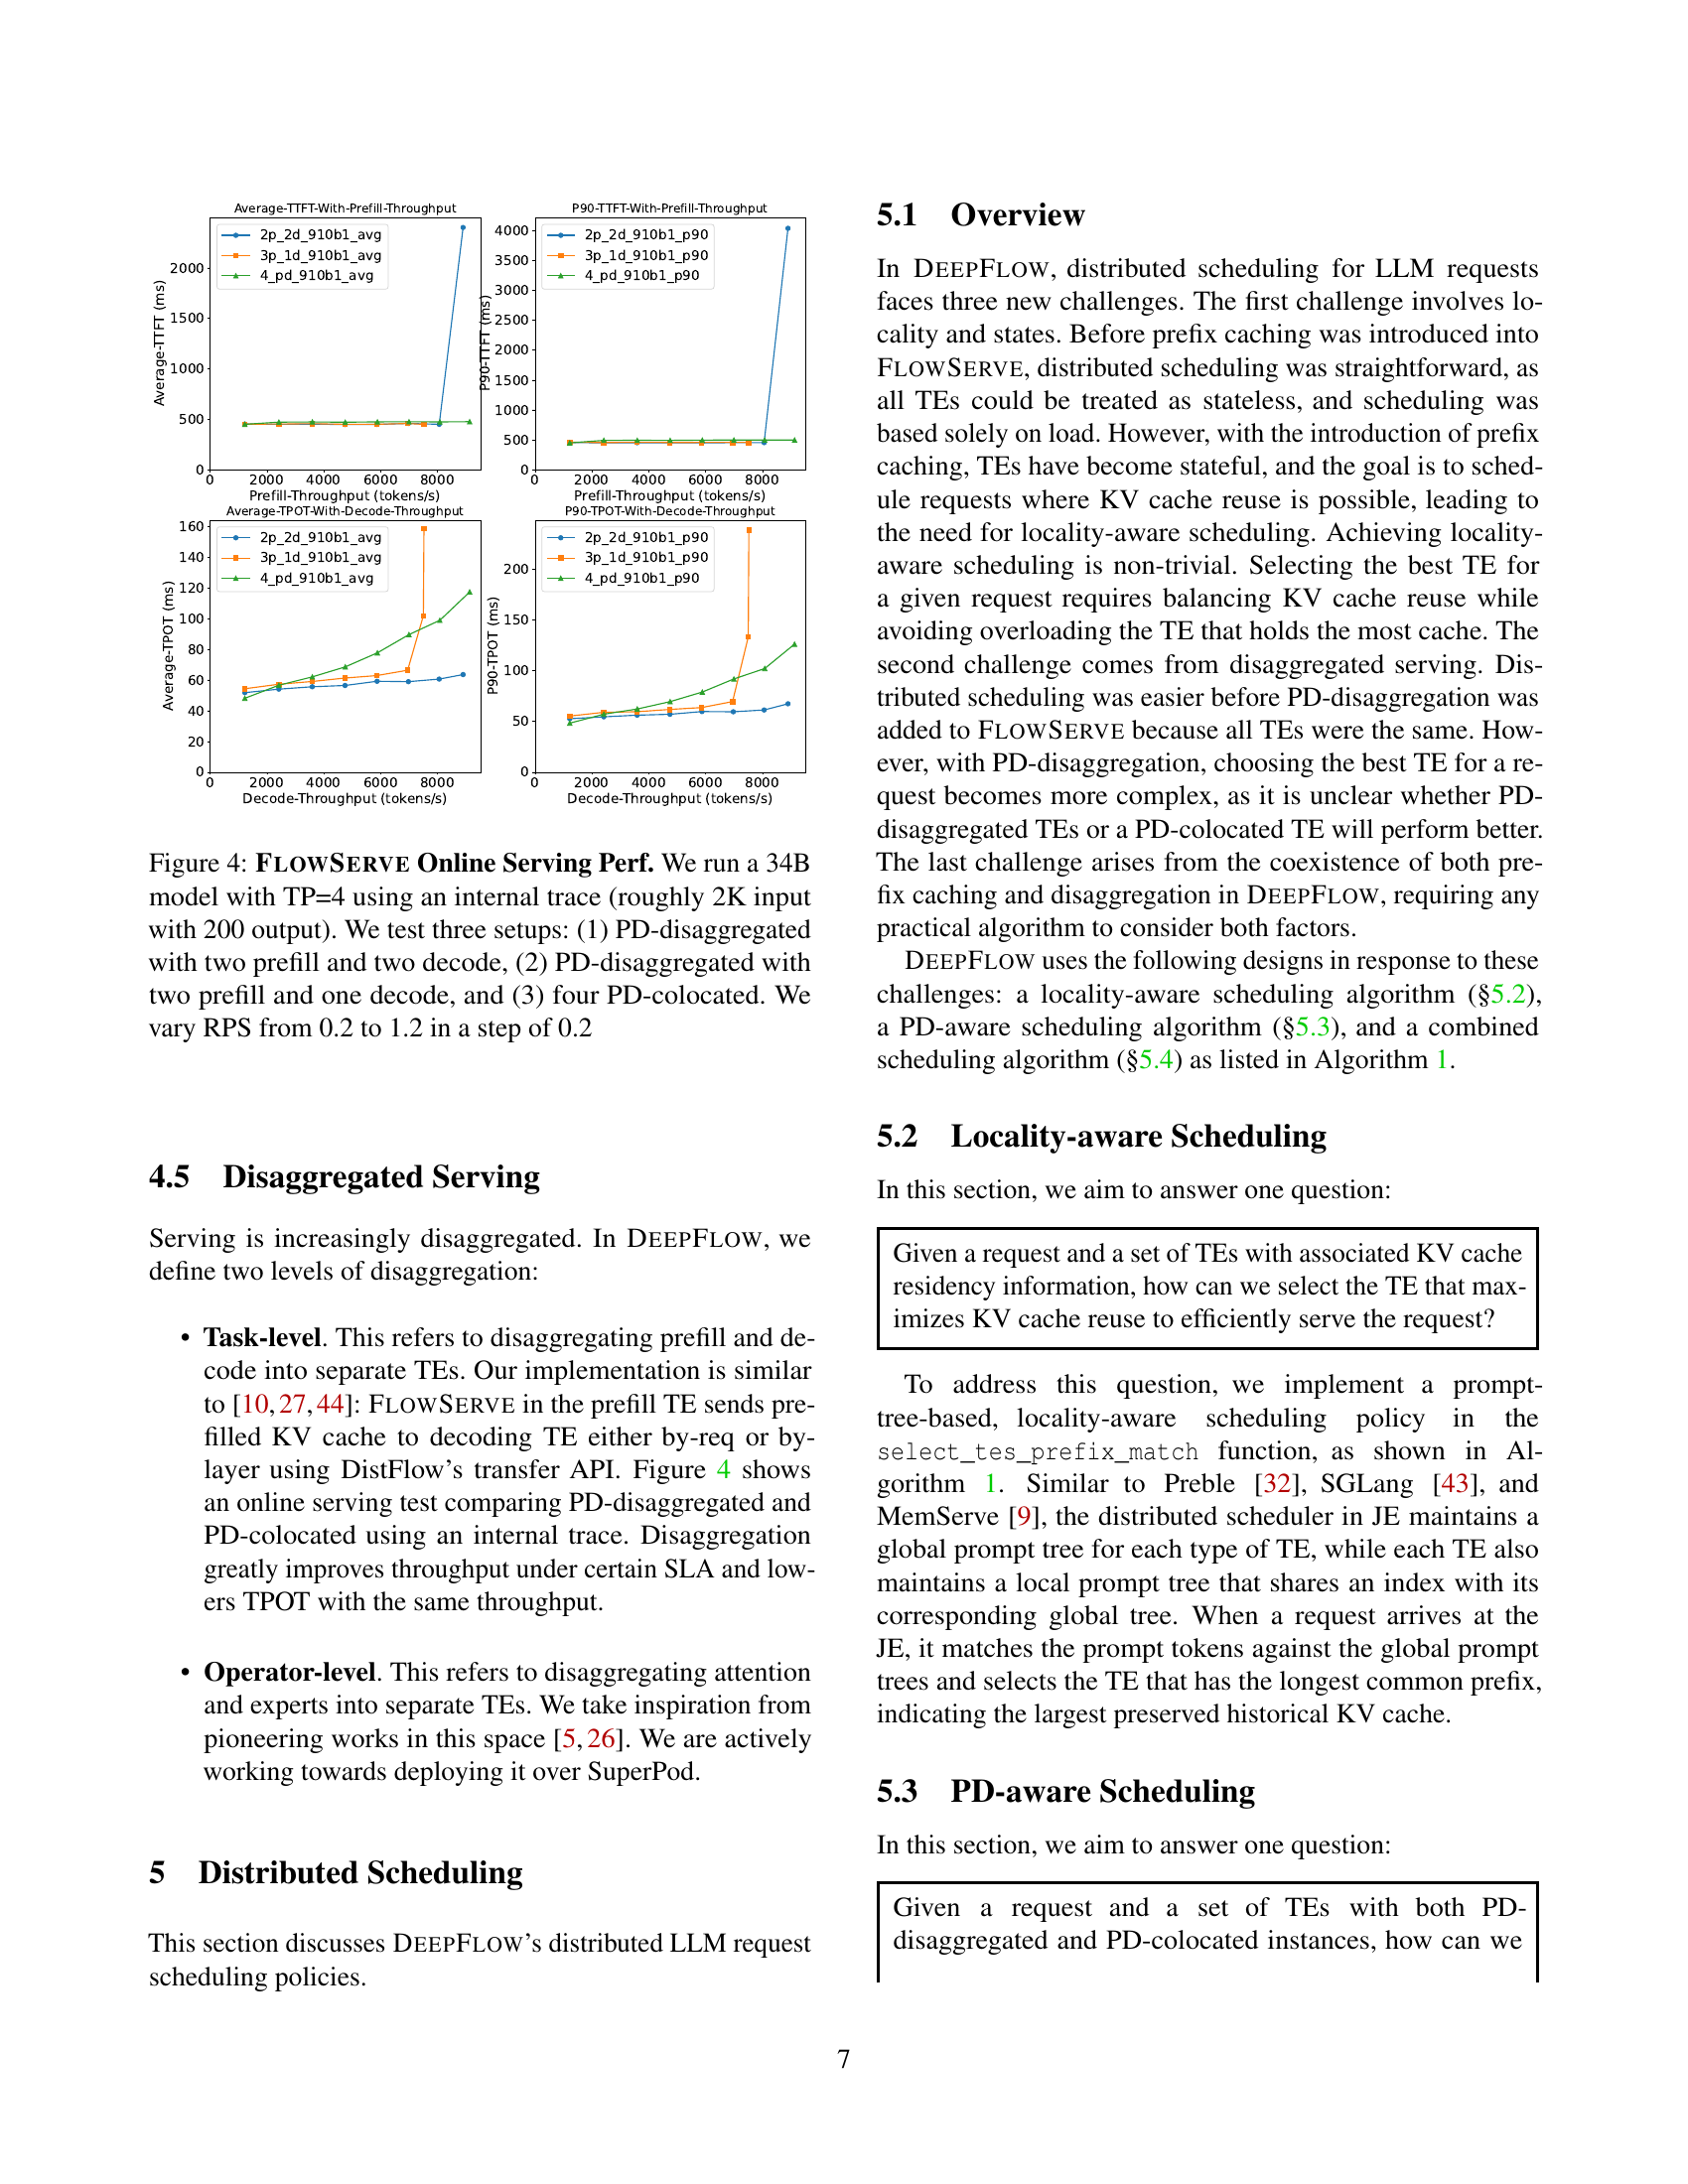 Average-TTFT-With-Prefill-Throughput
2p_2d_910b1_avg
3p_1d_910b1_avg
4_pd_910b1_avg
Average-TTFT (ms)
2000
1500
1000
500
0
0 2000 4000 6000 8000
Prefill-Throughput (tokens/s)
P90-TTFT-With-Prefill-Throughput
2p_2d_910b1_p90
3p_1d_910b1_p90
4_pd_910b1_p90
P90-TTFT (ms)
4000
3500
3000
2500
2000
1500
1000
500
0
0 2000 4000 6000 8000
Prefill-Throughput (tokens/s)
Average-TPOT-With-Decode-Throughput
2p_2d_910b1_avg
3p_1d_910b1_avg
4_pd_910b1_avg
Average-TPOT (ms)
160
140
120
100
80
60
40
20
0
0 2000 4000 6000 8000
Decode-Throughput (tokens/s)
P90-TPOT-With-Decode-Throughput
2p_2d_910b1_p90
3p_1d_910b1_p90
4_pd_910b1_p90
P90-TPOT (ms)
200
150
100
50
0
0 2000 4000 6000 8000
Decode-Throughput (tokens/s)
Figure 4: FLOWSERVE Online Serving Perf. We run a 34B
model with TP=4 using an internal trace (roughly 2K input
with 200 output). We test three setups: (1) PD-disaggregated
with two prefill and two decode, (2) PD-disaggregated with
two prefill and one decode, and (3) four PD-colocated. We
vary RPS from 0.2 to 1.2 in a step of 0.2
4.5 Disaggregated Serving
Serving is increasingly disaggregated. In DEEPFLOW, we
define two levels of disaggregation:
• Task-level. This refers to disaggregating prefill and de-
code into separate TEs. Our implementation is similar
to [10, 27, 44]: FLOWSERVE in the prefill TE sends pre-
filled KV cache to decoding TE either by-req or by-
layer using DistFlow's transfer API. Figure 4 shows
an online serving test comparing PD-disaggregated and
PD-colocated using an internal trace. Disaggregation
greatly improves throughput under certain SLA and low-
ers TPOT with the same throughput.
• Operator-level. This refers to disaggregating attention
and experts into separate TEs. We take inspiration from
pioneering works in this space [5, 26]. We are actively
working towards deploying it over SuperPod.
5 Distributed Scheduling
This section discusses DEEPFLOW's distributed LLM request
scheduling policies.
5.1 Overview
In DEEPFLOW, distributed scheduling for LLM requests
faces three new challenges. The first challenge involves lo-
cality and states. Before prefix caching was introduced into
FLOWSERVE, distributed scheduling was straightforward, as
all TEs could be treated as stateless, and scheduling was
based solely on load. However, with the introduction of prefix
caching, TEs have become stateful, and the goal is to sched-
ule requests where KV cache reuse is possible, leading to
the need for locality-aware scheduling. Achieving locality-
aware scheduling is non-trivial. Selecting the best TE for
a given request requires balancing KV cache reuse while
avoiding overloading the TE that holds the most cache. The
second challenge comes from disaggregated serving. Dis-
tributed scheduling was easier before PD-disaggregation was
added to FLOWSERVE because all TEs were the same. How-
ever, with PD-disaggregation, choosing the best TE for a re-
quest becomes more complex, as it is unclear whether PD-
disaggregated TEs or a PD-colocated TE will perform better.
The last challenge arises from the coexistence of both pre-
fix caching and disaggregation in DEEPFLOW, requiring any
practical algorithm to consider both factors.
DEEPFLOW uses the following designs in response to these
challenges: a locality-aware scheduling algorithm (§5.2),
a PD-aware scheduling algorithm (§5.3), and a combined
scheduling algorithm (§5.4) as listed in Algorithm 1.
5.2 Locality-aware Scheduling
In this section, we aim to answer one question:
Given a request and a set of TEs with associated KV cache
residency information, how can we select the TE that max-
imizes KV cache reuse to efficiently serve the request?
To address this question, we implement a prompt-
tree-based, locality-aware scheduling policy in the
select_tes_prefix_match function, as shown in Al-
gorithm 1. Similar to Preble [32], SGLang [43], and
MemServe [9], the distributed scheduler in JE maintains a
global prompt tree for each type of TE, while each TE also
maintains a local prompt tree that shares an index with its
corresponding global tree. When a request arrives at the
JE, it matches the prompt tokens against the global prompt
trees and selects the TE that has the longest common prefix,
indicating the largest preserved historical KV cache.
5.3 PD-aware Scheduling
In this section, we aim to answer one question:
Given a request and a set of TEs with both PD-
disaggregated and PD-colocated instances, how can we
7